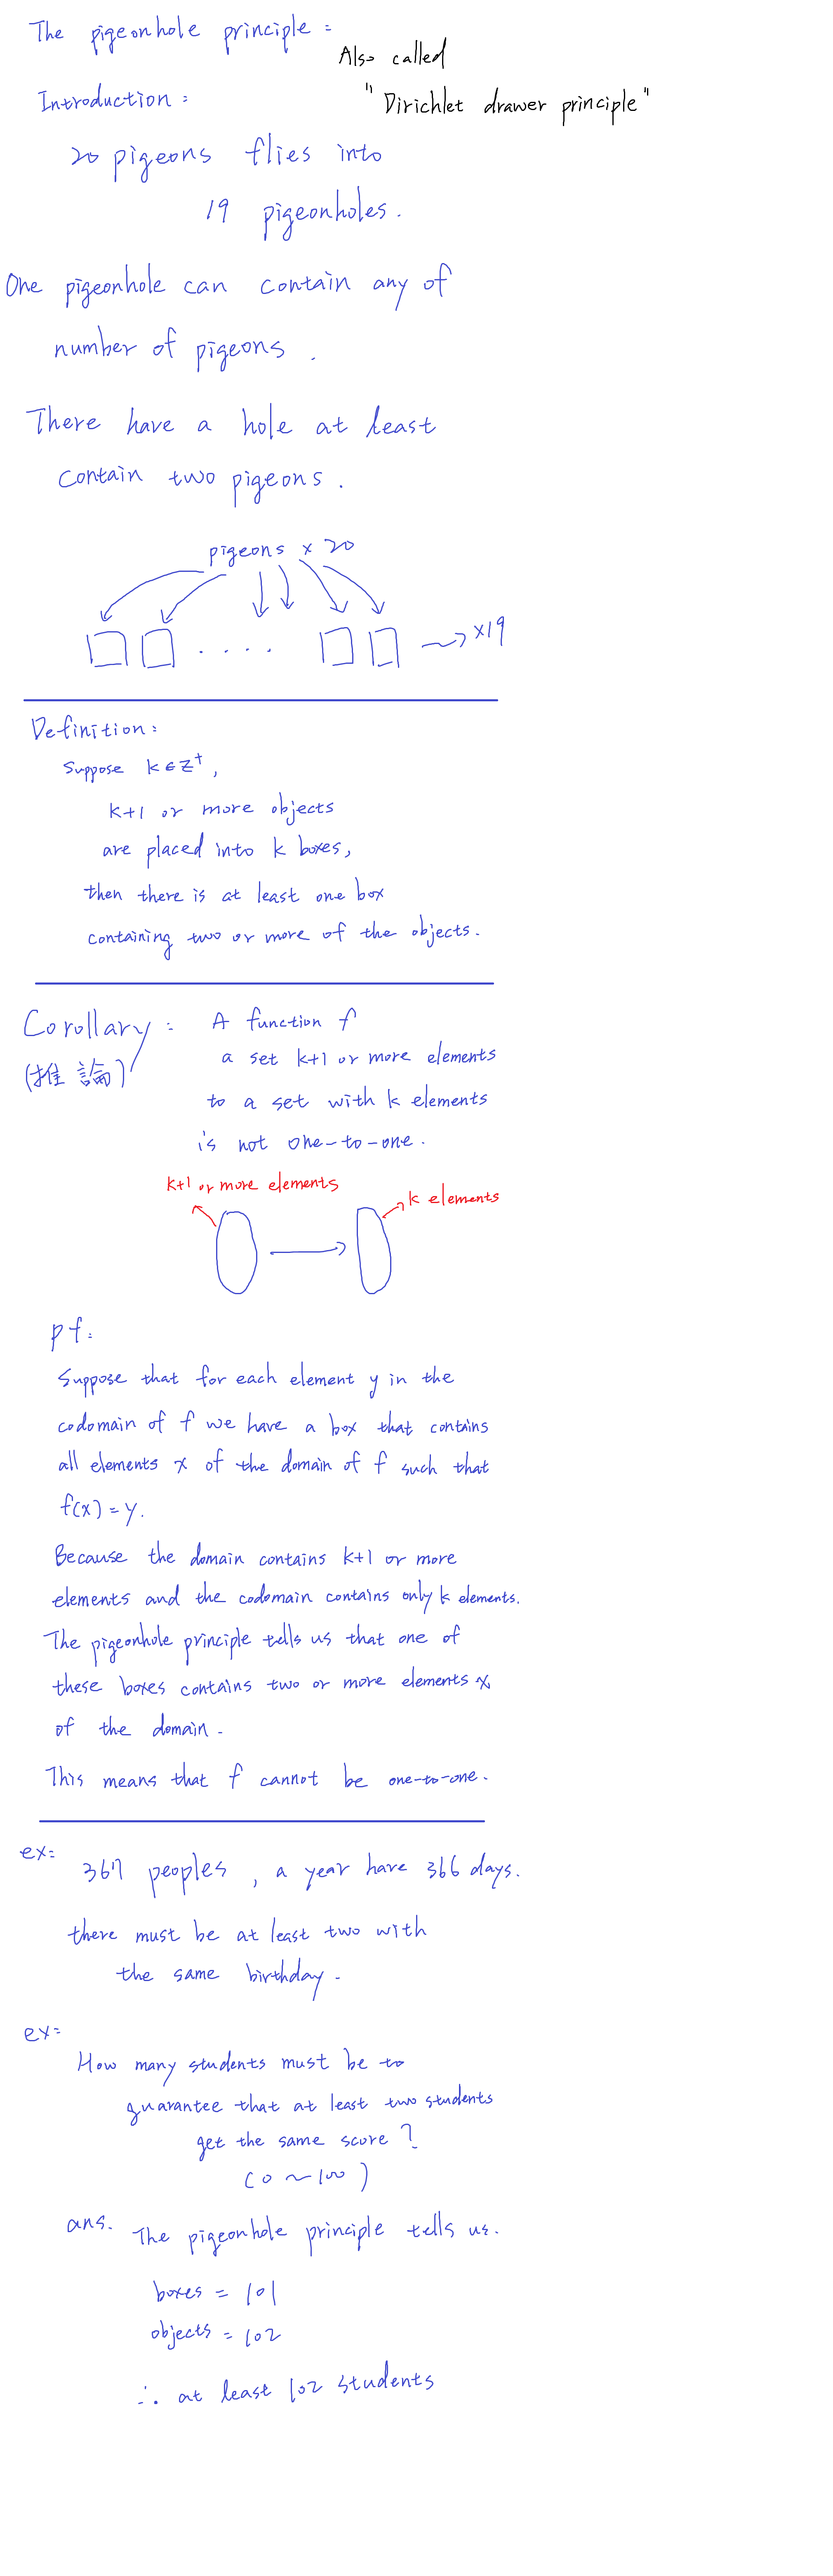 The pigeonhole principle :
Also called
"Dirichlet drawer principle"
Introduction :
20 pigeons flies into
19 pigeonholes.
One pigeonhole can contain any of
number of pigeons .
There have a hole at least
contain two pigeons .
pigeons x 20
. . . . x19
Definition :
Suppose k∈Z⁺,
k+1 or more objects
are placed into k boxes,
then there is at least one box
containing two or more of the objects.
Corollary : A function f
(推論) a set k+1 or more elements
to a set with k elements
is not one-to-one.
k+1 or more elements
k elements
pf:
Suppose that for each element y in the
codomain of f we have a box that contains
all elements x of the domain of f such that
f(x)=y.
Because the domain contains k+1 or more
elements and the codomain contains only k elements.
The pigeonhole principle tells us that one of
these boxes contains two or more elements x
of the domain.
This means that f cannot be one-to-one.
ex: 367 peoples , a year have 366 days.
there must be at least two with
the same birthday.
ex:
How many students must be to
guarantee that at least two students
get the same score ?
(0 ~ 100)
ans. The pigeonhole principle tells us.
boxes = 101
objects = 102
∴ at least 102 students